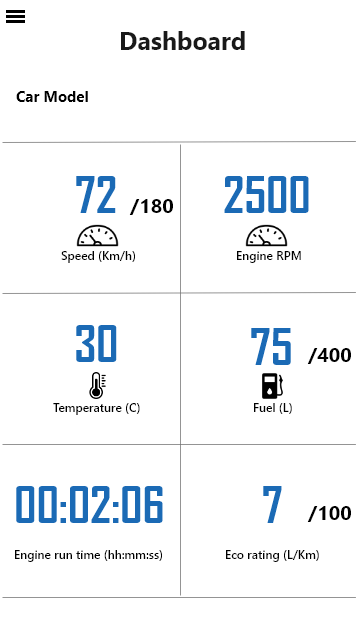 Dashboard
Car Model
72 /180
Speed (Km/h)
2500
Engine RPM
30
Temperature (C)
75 /400
Fuel (L)
00:02:06
Engine run time (hh:mm:ss)
7 /100
Eco rating (L/Km)